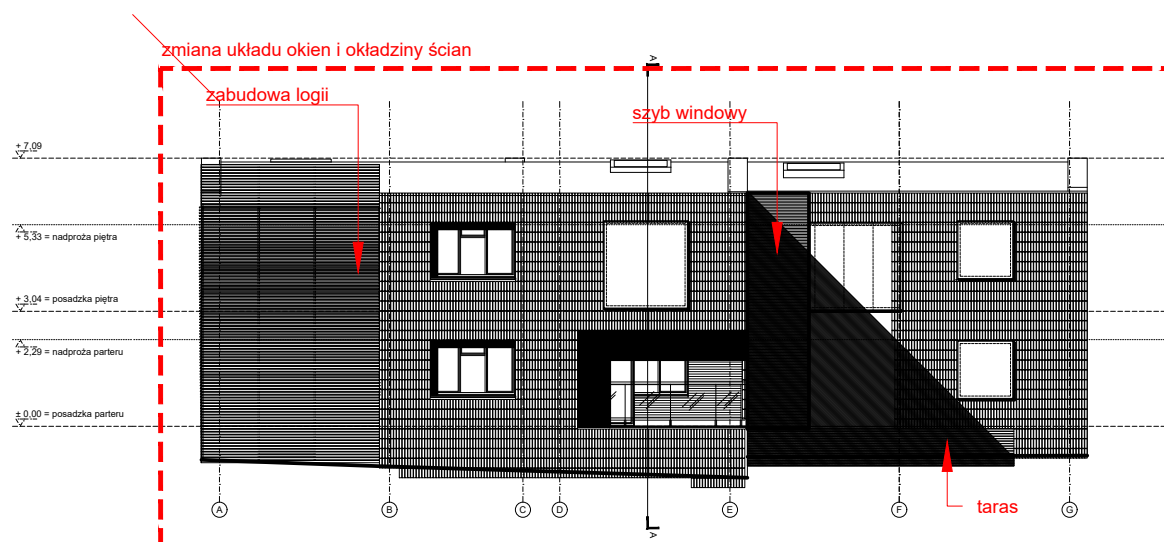 zmiana układu okien i okładziny ścian
A
zabudowa logii
szyb windowy
+ 7,09
+ 5,33 = nadproża piętra
+ 3,04 = posadzka piętra
+ 2,29 = nadproża parteru
± 0,00 = posadzka parteru
taras
A B C D E F G
A